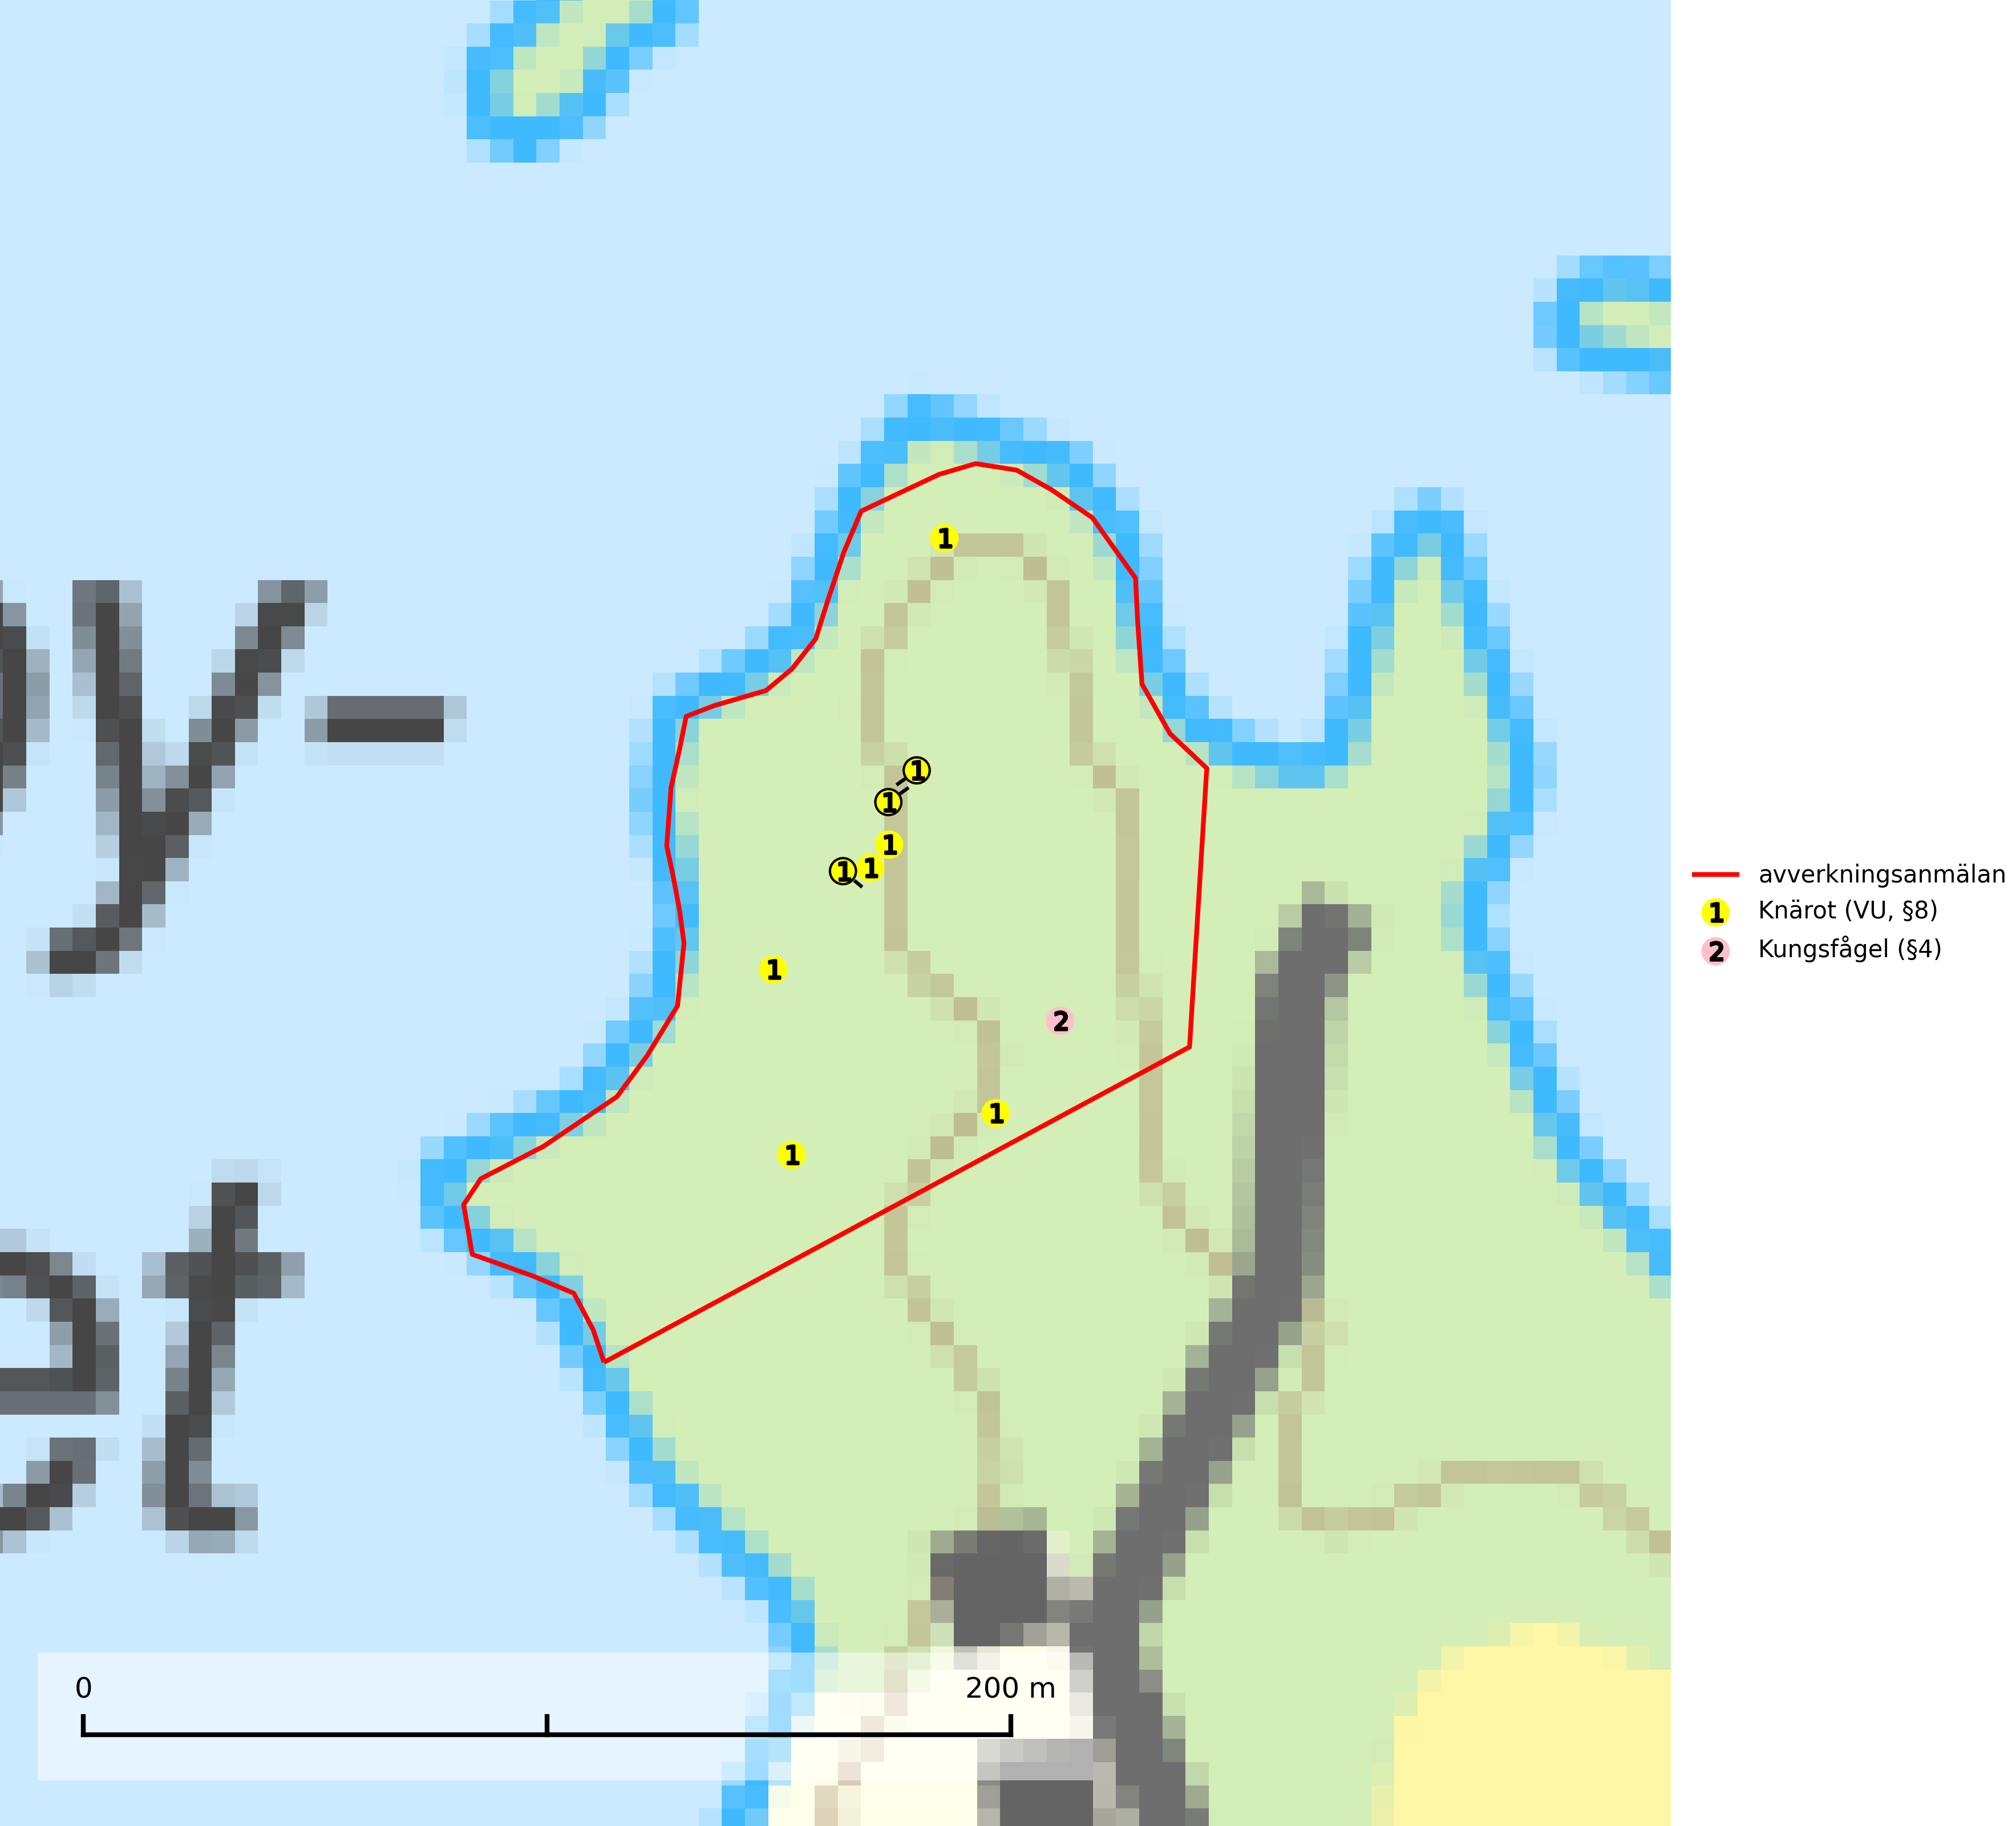 y-
t
1
1
1
1
1
1
1
2
1
1
avverkningsanmälan
1 Knärot (VU, §8)
2 Kungsfågel (§4)
0 200 m